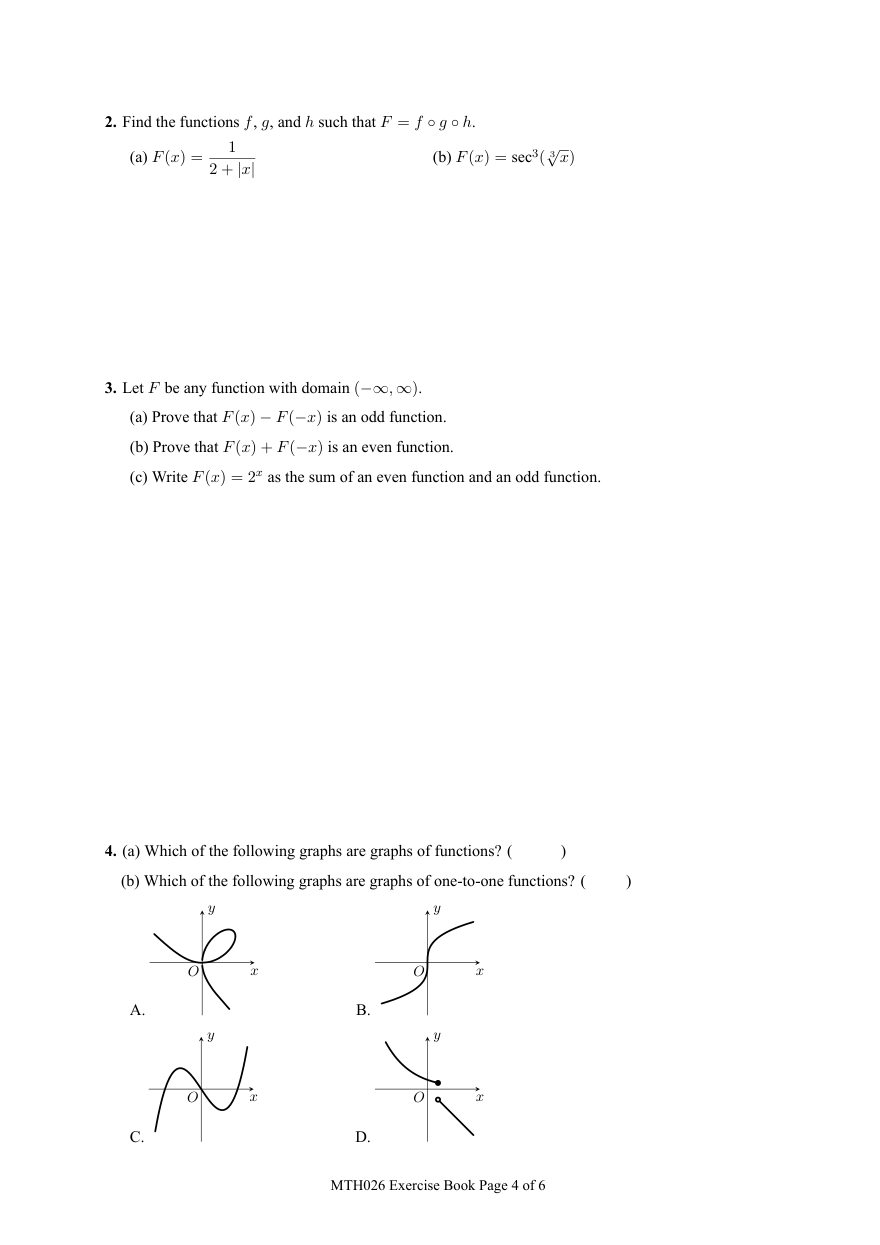 2. Find the functions f, g, and h such that F = f ∘ g ∘ h.
(a) F(x) = 1/(2 + |x|) (b) F(x) = sec³(∛x)
3. Let F be any function with domain (−∞, ∞).
(a) Prove that F(x) − F(−x) is an odd function.
(b) Prove that F(x) + F(−x) is an even function.
(c) Write F(x) = 2ˣ as the sum of an even function and an odd function.
4. (a) Which of the following graphs are graphs of functions? ( )
(b) Which of the following graphs are graphs of one-to-one functions? ( )
y y
O x O x
A. B.
y y
O x O x
C. D.
MTH026 Exercise Book Page 4 of 6